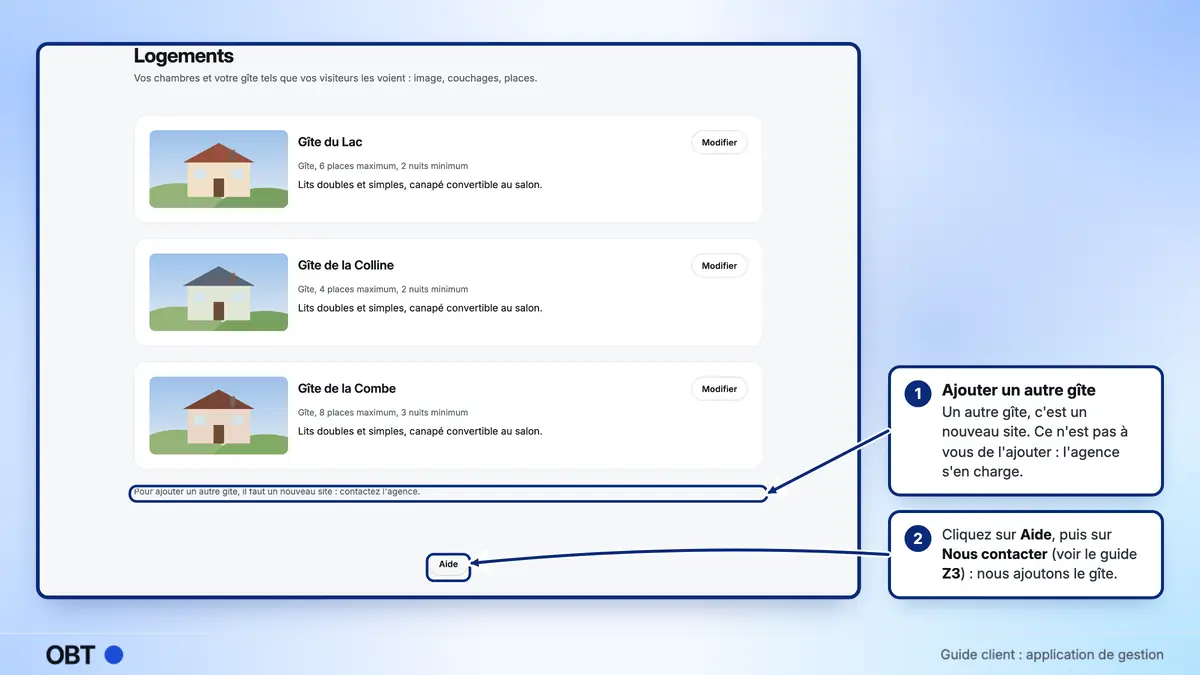 Logements
Vos chambres et votre gîte tels que vos visiteurs les voient : image, couchages, places.
Gîte du Lac
Modifier
Gîte, 6 places maximum, 2 nuits minimum
Lits doubles et simples, canapé convertible au salon.
Gîte de la Colline
Modifier
Gîte, 4 places maximum, 2 nuits minimum
Lits doubles et simples, canapé convertible au salon.
Gîte de la Combe
Modifier
Gîte, 8 places maximum, 3 nuits minimum
Lits doubles et simples, canapé convertible au salon.
Pour ajouter un autre gîte, il faut un nouveau site : contactez l'agence.
Aide
1
Ajouter un autre gîte
Un autre gîte, c'est un
nouveau site. Ce n'est pas à
vous de l'ajouter : l'agence
s'en charge.
2
Cliquez sur Aide, puis sur
Nous contacter (voir le guide
Z3) : nous ajoutons le gîte.
OBT
Guide client : application de gestion